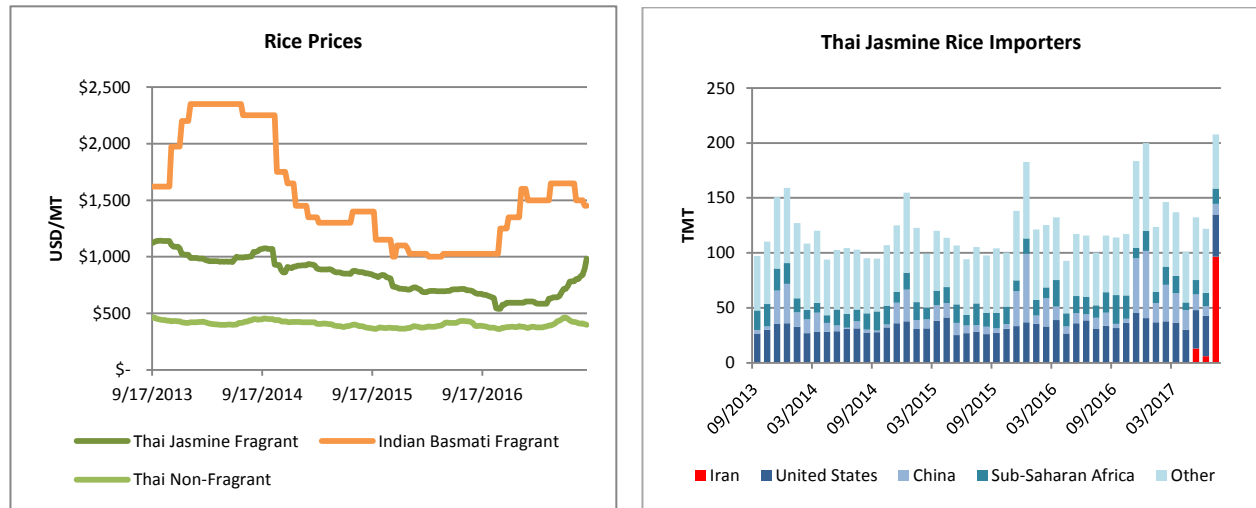 Rice Prices
USD/MT
$2,500
$2,000
$1,500
$1,000
$500
$-
9/17/2013 9/17/2014 9/17/2015 9/17/2016
Thai Jasmine Fragrant Indian Basmati Fragrant
Thai Non-Fragrant
Thai Jasmine Rice Importers
TMT
250
200
150
100
50
0
09/2013 03/2014 09/2014 03/2015 09/2015 03/2016 09/2016 03/2017
Iran United States China Sub-Saharan Africa Other